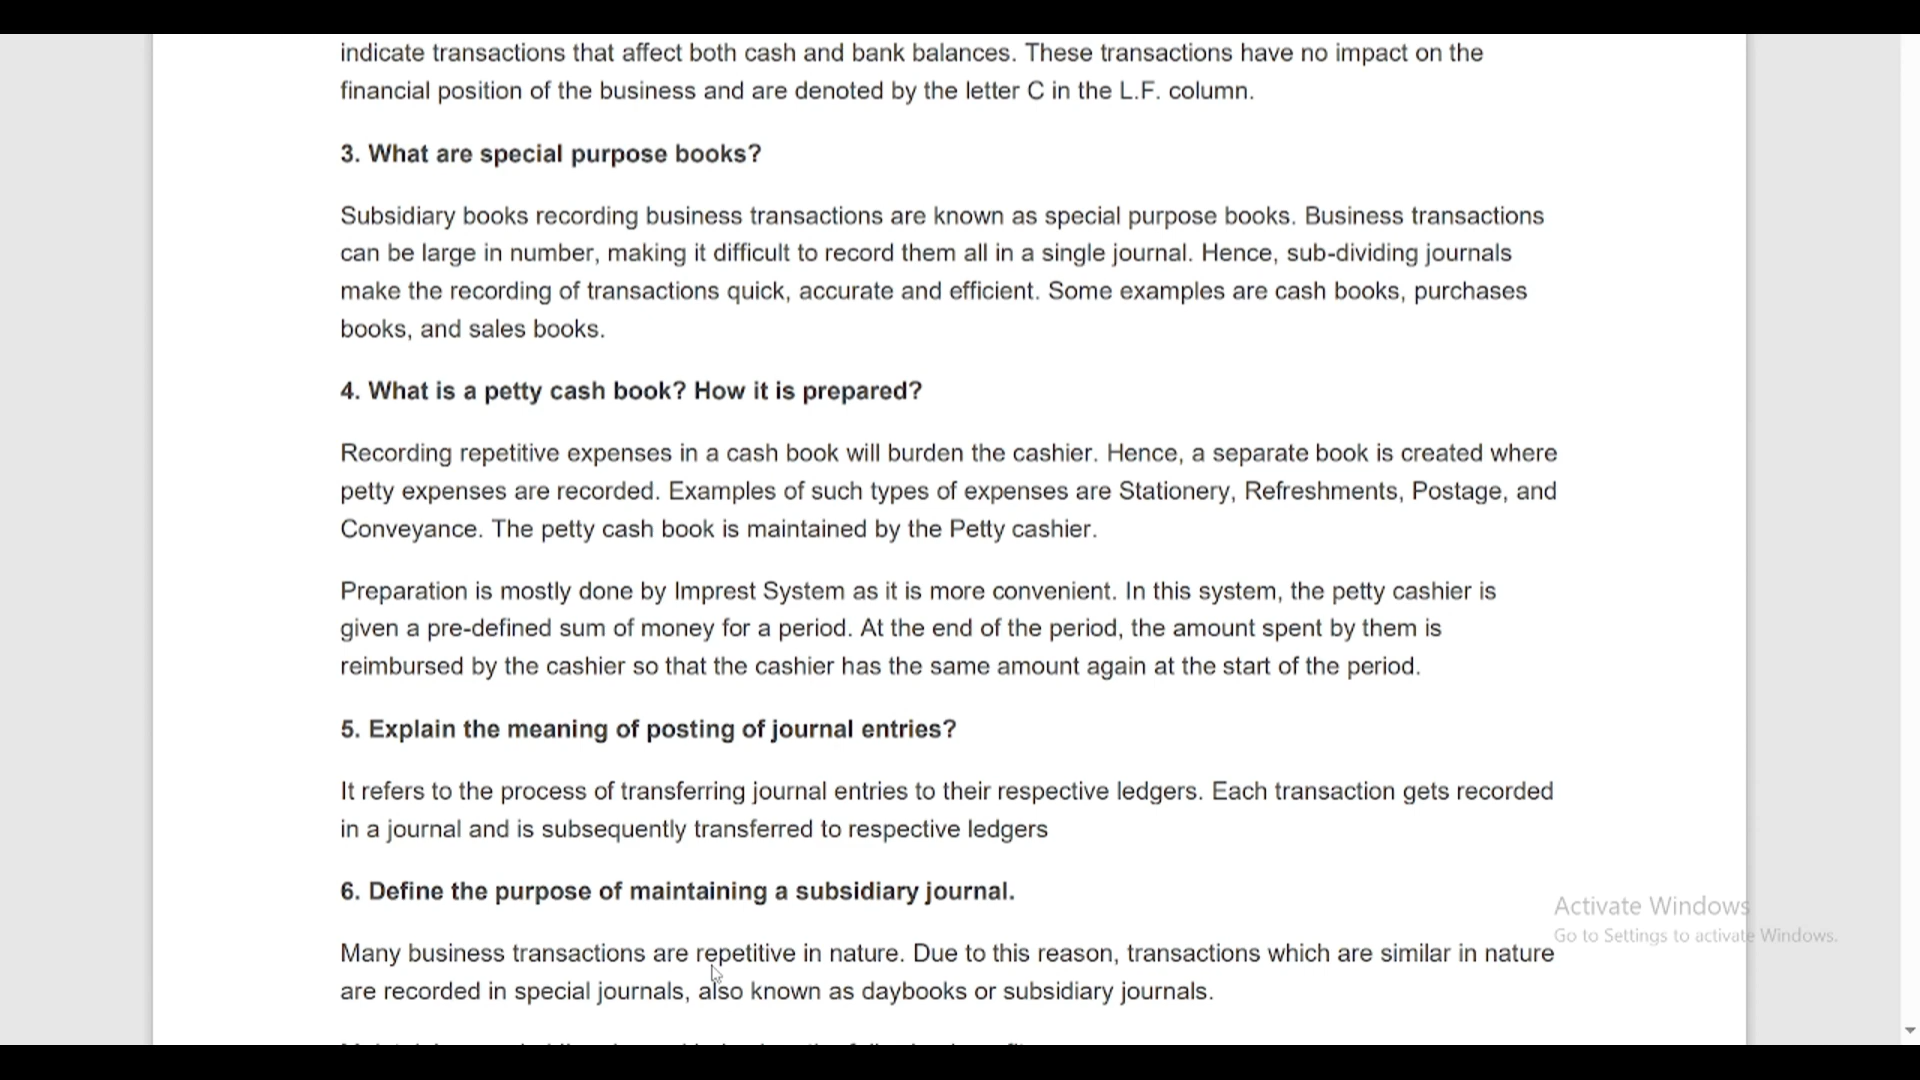 indicate transactions that affect both cash and bank balances. These transactions have no impact on the
financial position of the business and are denoted by the letter C in the L.F. column.
3. What are special purpose books?
Subsidiary books recording business transactions are known as special purpose books. Business transactions
can be large in number, making it difficult to record them all in a single journal. Hence, sub-dividing journals
make the recording of transactions quick, accurate and efficient. Some examples are cash books, purchases
books, and sales books.
4. What is a petty cash book? How it is prepared?
Recording repetitive expenses in a cash book will burden the cashier. Hence, a separate book is created where
petty expenses are recorded. Examples of such types of expenses are Stationery, Refreshments, Postage, and
Conveyance. The petty cash book is maintained by the Petty cashier.
Preparation is mostly done by Imprest System as it is more convenient. In this system, the petty cashier is
given a pre-defined sum of money for a period. At the end of the period, the amount spent by them is
reimbursed by the cashier so that the cashier has the same amount again at the start of the period.
5. Explain the meaning of posting of journal entries?
It refers to the process of transferring journal entries to their respective ledgers. Each transaction gets recorded
in a journal and is subsequently transferred to respective ledgers
6. Define the purpose of maintaining a subsidiary journal.
Many business transactions are repetitive in nature. Due to this reason, transactions which are similar in nature
are recorded in special journals, also known as daybooks or subsidiary journals.
Activate Windows
Go to Settings to activate Windows.